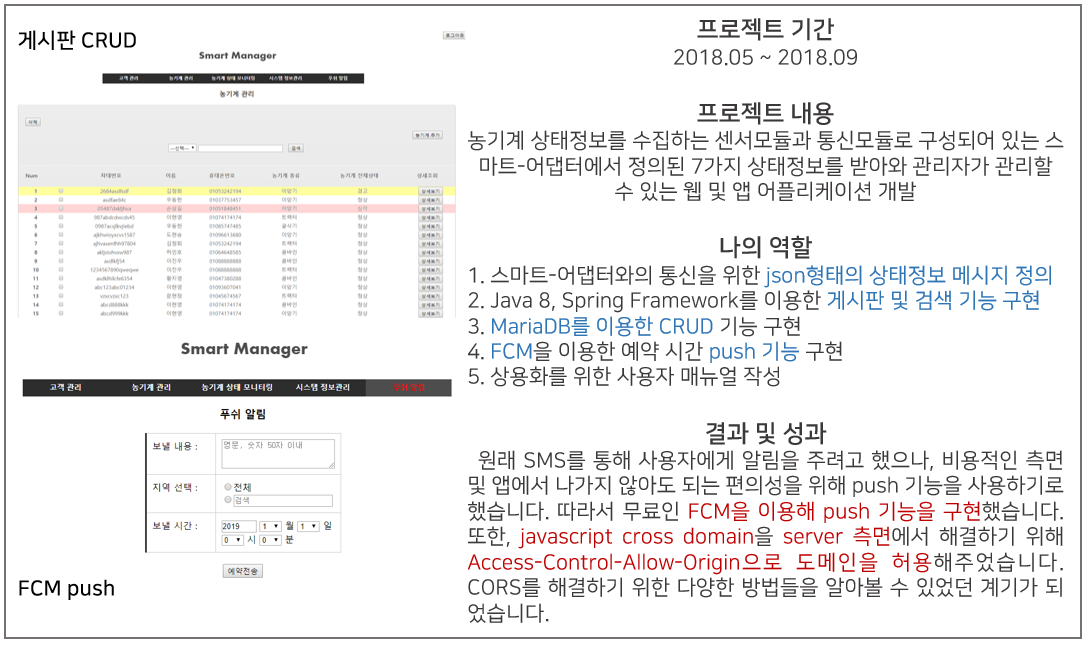 게시판 CRUD
로그아웃
Smart Manager
고객 관리 농기계 관리 농기계 상태 모니터링 시스템 정보관리 푸쉬 알림
농기계 관리
삭제
농기계 추가
---선택--- 검색
Num 차대번호 이름 휴대폰번호 농기계 종류 농기계 전체상태 상세조회
1 김정희 01053242194 이앙기 경고 상세보기
2 우동헌 01037753457 이앙기 정상 상세보기
3 01051848451 이앙기 심각 상세보기
4 이현영 01074174174 트랙터 정상 상세보기
5 우동헌 01085747485 정상 상세보기
6 도현승 01096813680 이앙기 정상 상세보기
7 김정희 01053242194 트랙터 정상 상세보기
8 허민호 01064648585 콤바인 정상 상세보기
9 asdlkfj54 이진우 01088888888 콤바인 정상 상세보기
10 1234567890qweqwe 이진우 01088888888 트랙터 정상 상세보기
11 황지영 01047380288 콤바인 정상 상세보기
12 abc123abc01234 이현영 01093607041 이앙기 정상 상세보기
13 vzxcvzxc123 윤현정 01045674567 트랙터 정상 상세보기
14 abcd888kkk 이현영 01074174174 콤바인 정상 상세보기
15 abcd999kkk 이현영 01074174174 이앙기 정상 상세보기
Smart Manager
고객 관리 농기계 관리 농기계 상태 모니터링 시스템 정보관리 푸쉬 알림
푸쉬 알림
보낼 내용 : 영문, 숫자 50자 이내
지역 선택 : 전체
검색
보낼 시간 : 2019 1 월 1 일
0 시 0 분
예약전송
FCM push
프로젝트 기간
2018.05 ~ 2018.09
프로젝트 내용
농기계 상태정보를 수집하는 센서모듈과 통신모듈로 구성되어 있는 스
마트-어댑터에서 정의된 7가지 상태정보를 받아와 관리자가 관리할
수 있는 웹 및 앱 어플리케이션 개발
나의 역할
1. 스마트-어댑터와의 통신을 위한 json형태의 상태정보 메시지 정의
2. Java 8, Spring Framework를 이용한 게시판 및 검색 기능 구현
3. MariaDB를 이용한 CRUD 기능 구현
4. FCM을 이용한 예약 시간 push 기능 구현
5. 상용화를 위한 사용자 매뉴얼 작성
결과 및 성과
원래 SMS를 통해 사용자에게 알림을 주려고 했으나, 비용적인 측면
및 앱에서 나가지 않아도 되는 편의성을 위해 push 기능을 사용하기로
했습니다. 따라서 무료인 FCM을 이용해 push 기능을 구현했습니다.
또한, javascript cross domain을 server 측면에서 해결하기 위해
Access-Control-Allow-Origin으로 도메인을 허용해주었습니다.
CORS를 해결하기 위한 다양한 방법들을 알아볼 수 있었던 계기가 되
었습니다.